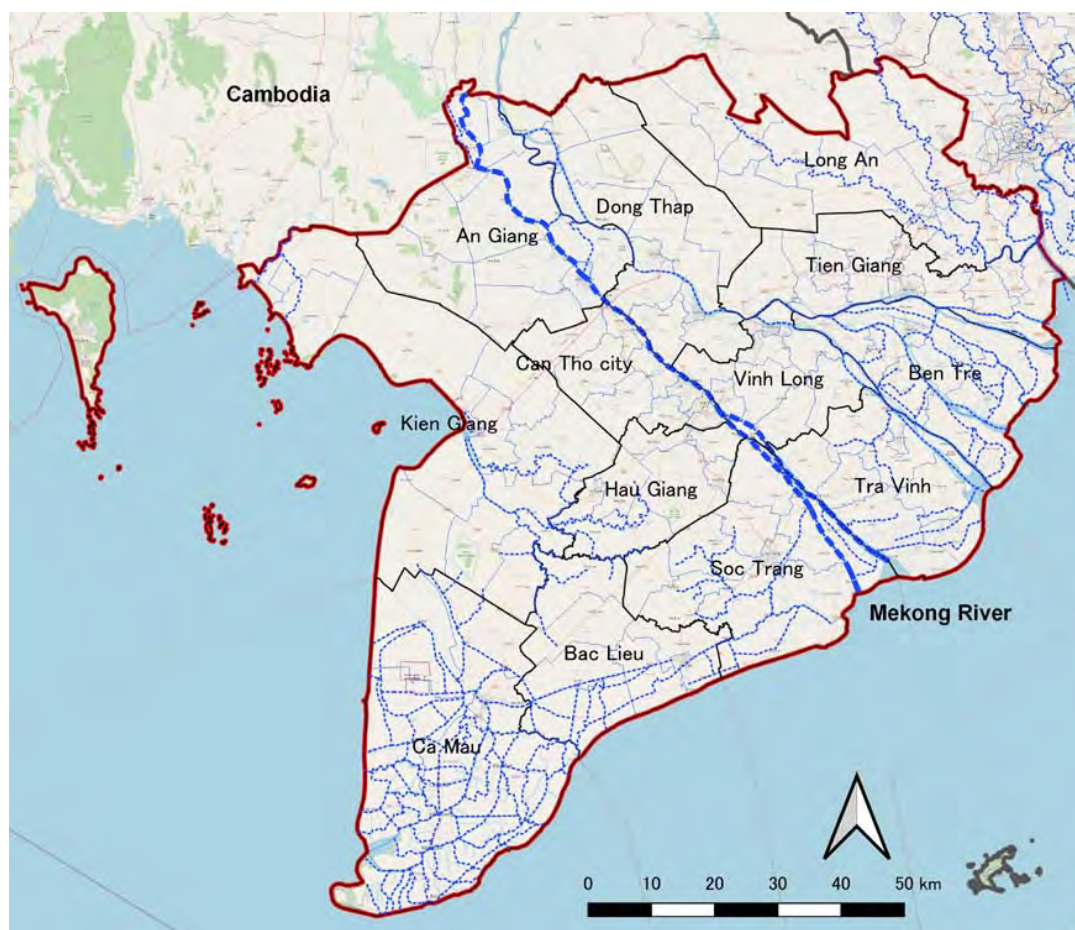 Cambodia
Long An
Dong Thap
An Giang
Tien Giang
Can Tho city
Vinh Long
Ben Tre
Kien Giang
Hau Giang
Tra Vinh
Soc Trang
Mekong River
Bac Lieu
Ca Mau
0 10 20 30 40 50 km